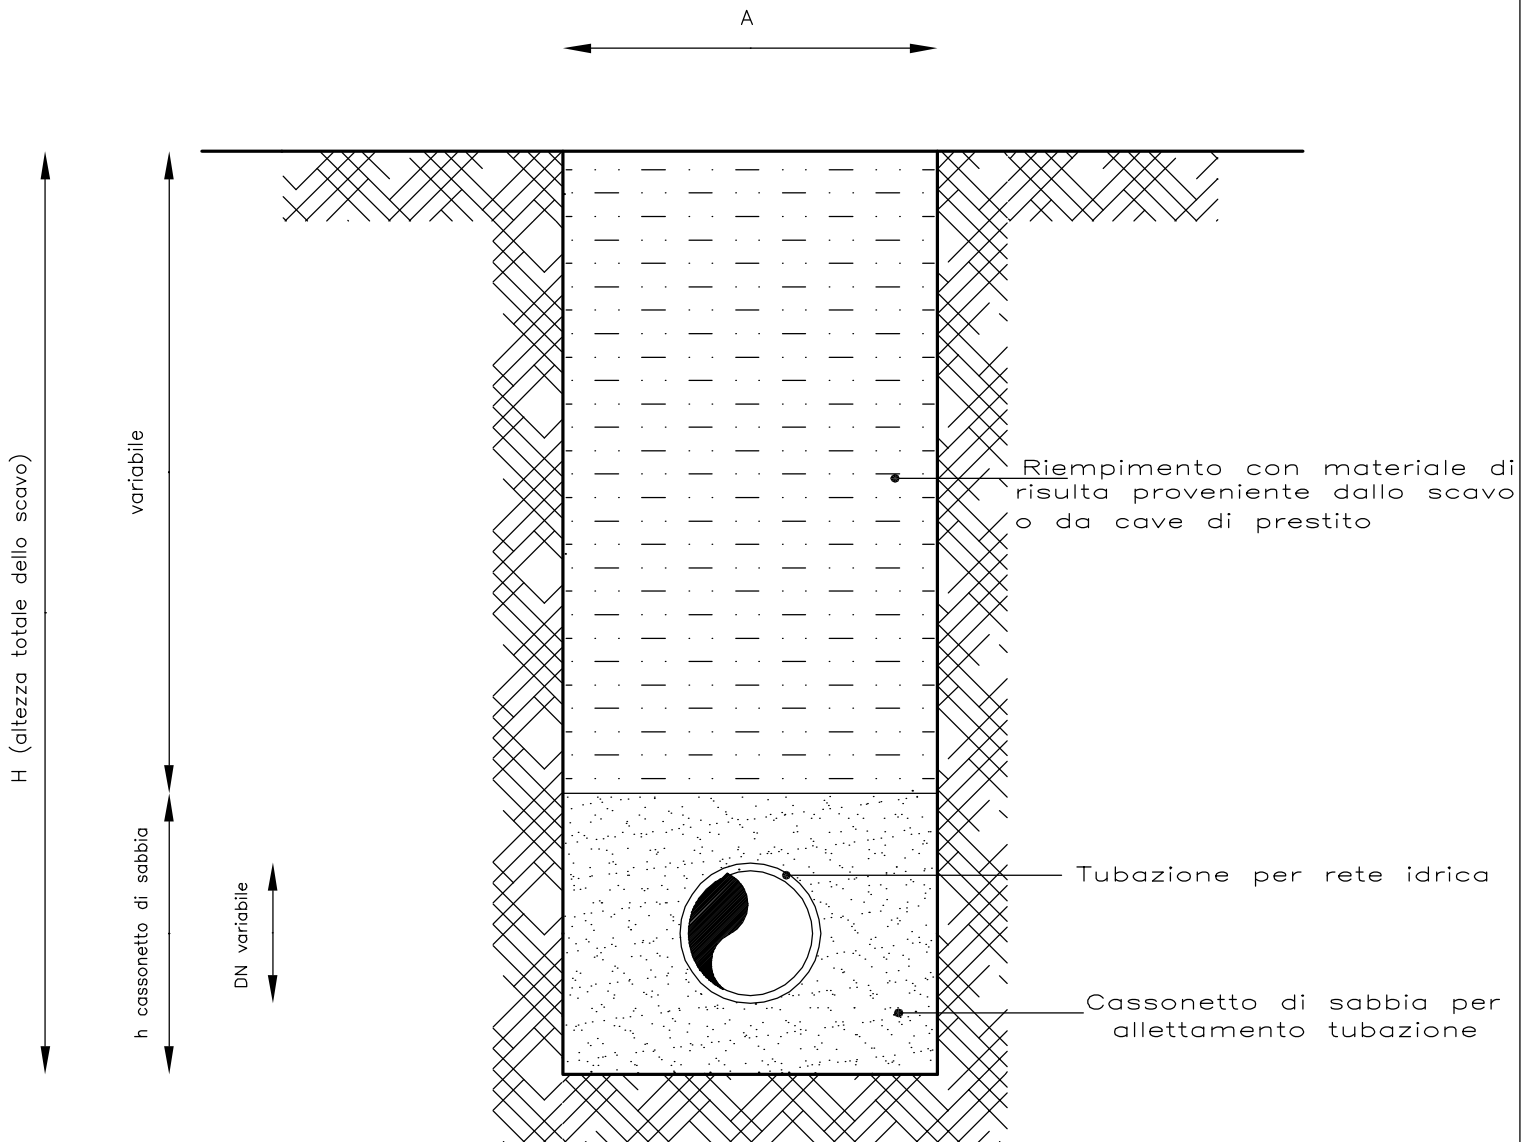 A
H (altezza totale dello scavo)
variabile
h cassonetto di sabbia
DN variabile
Riempimento con materiale di
risulta proveniente dallo scavo
o da cave di prestito
Tubazione per rete idrica
Cassonetto di sabbia per
allettamento tubazione